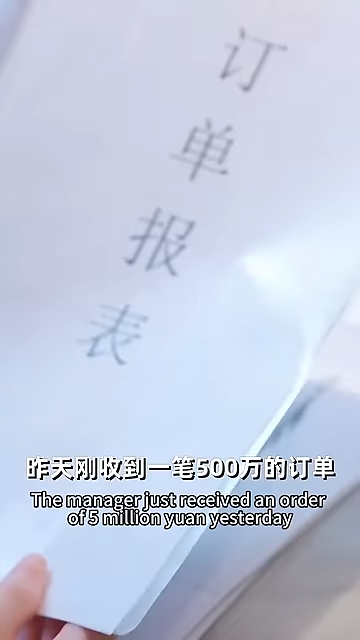 订单报表
昨天刚收到一笔500万的订单
The manager just received an order
of 5 million yuan yesterday